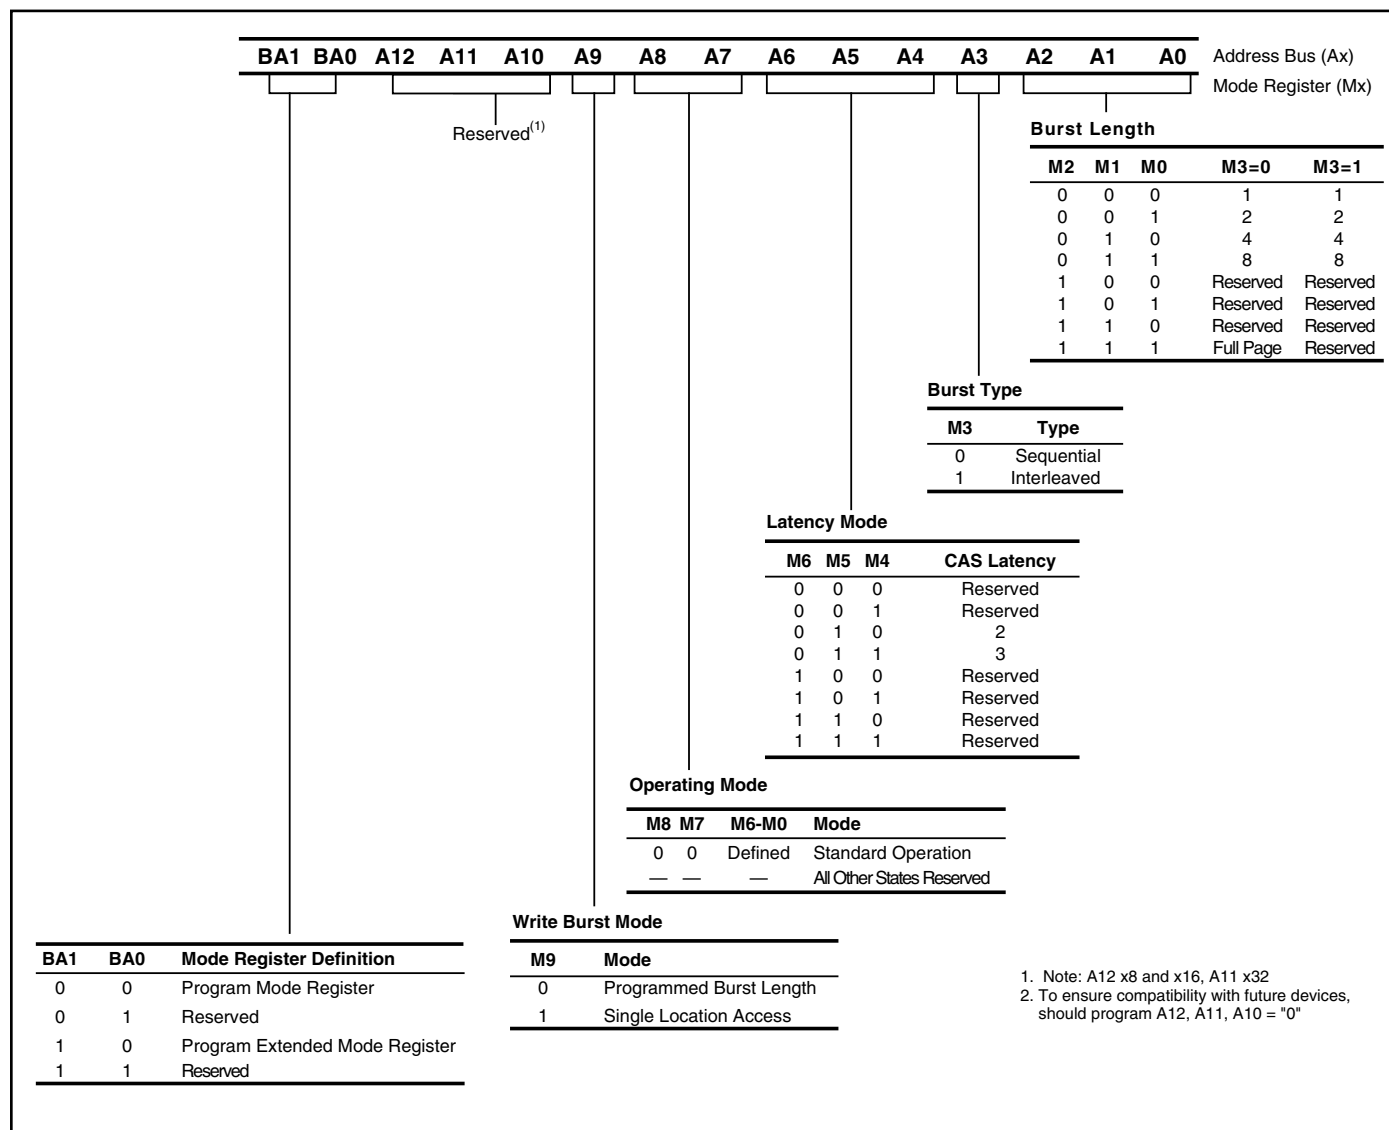 BA1 BA0 A12 A11 A10 A9 A8 A7 A6 A5 A4 A3 A2 A1 A0 Address Bus (Ax)
Mode Register (Mx)
Reserved(1)
Burst Length
M2 M1 M0 M3=0 M3=1
0 0 0 1 1
0 0 1 2 2
0 1 0 4 4
0 1 1 8 8
1 0 0 Reserved Reserved
1 0 1 Reserved Reserved
1 1 0 Reserved Reserved
1 1 1 Full Page Reserved
Burst Type
M3 Type
0 Sequential
1 Interleaved
Latency Mode
M6 M5 M4 CAS Latency
0 0 0 Reserved
0 0 1 Reserved
0 1 0 2
0 1 1 3
1 0 0 Reserved
1 0 1 Reserved
1 1 0 Reserved
1 1 1 Reserved
Operating Mode
M8 M7 M6-M0 Mode
0 0 Defined Standard Operation
— — — All Other States Reserved
Write Burst Mode
M9 Mode
0 Programmed Burst Length
1 Single Location Access
BA1 BA0 Mode Register Definition
0 0 Program Mode Register
0 1 Reserved
1 0 Program Extended Mode Register
1 1 Reserved
1. Note: A12 x8 and x16, A11 x32
2. To ensure compatibility with future devices,
should program A12, A11, A10 = "0"